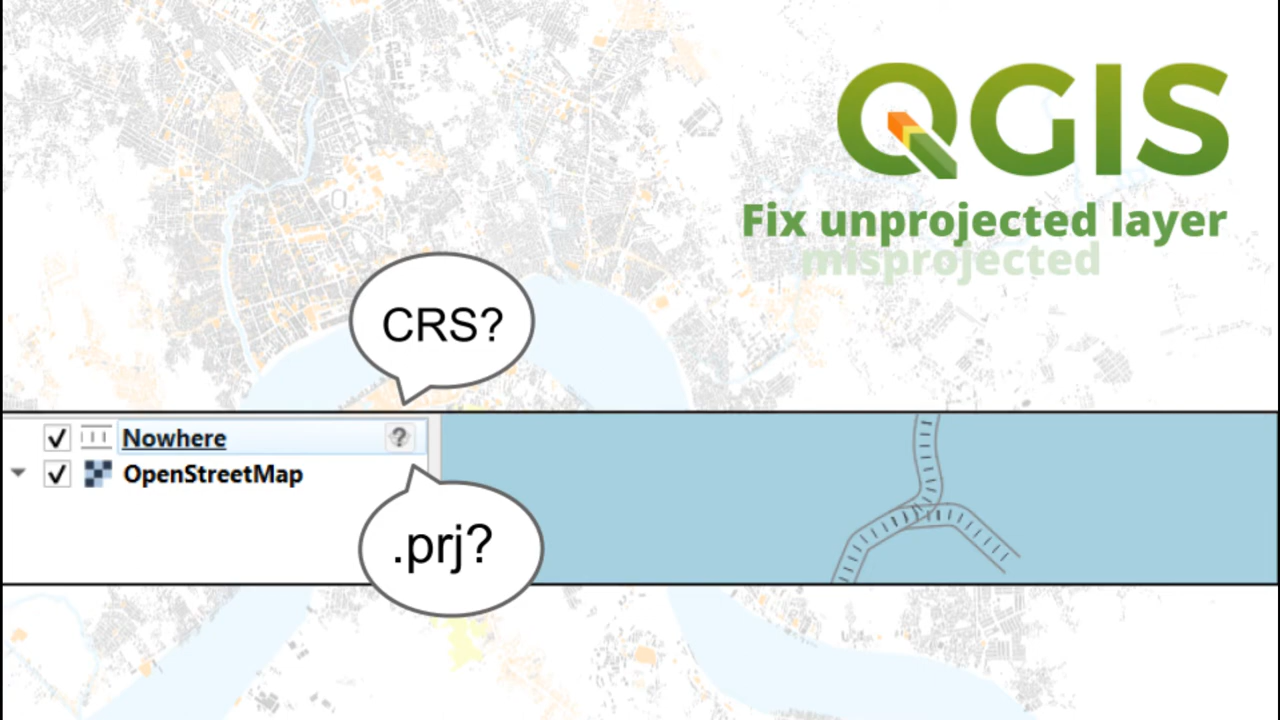 QGIS
Fix unprojected layer
misprojected
CRS?
Nowhere ?
OpenStreetMap
.prj?